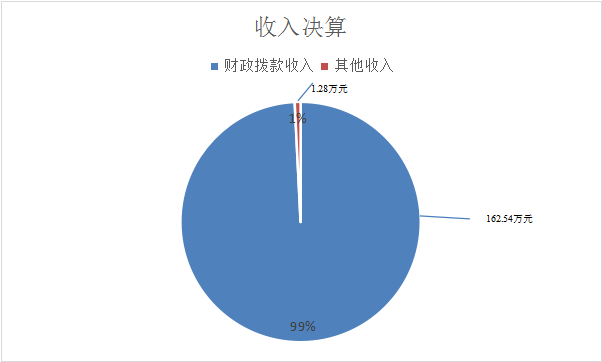 收入决算
财政拨款收入 其他收入
1.28万元
1%
162.54万元
99%